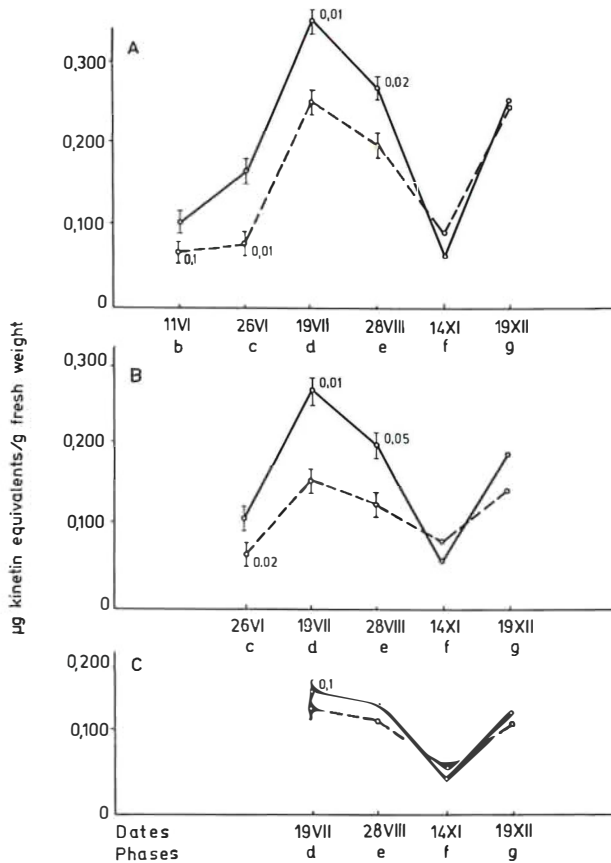 µg kinetin equivalents/g fresh weight
A
0,300
0,200
0,100
0
0,01
0,02
0,1
0,01
11VI 26VI 19VII 28VIII 14XI 19XII
b c d e f g
B
0,300
0,200
0,100
0
0,01
0,05
0.02
26VI 19VII 28VIII 14XI 19XII
c d e f g
C
0,200
0,100
0
0,1
Dates 19VII 28VIII 14XI 19XII
Phases d e f g